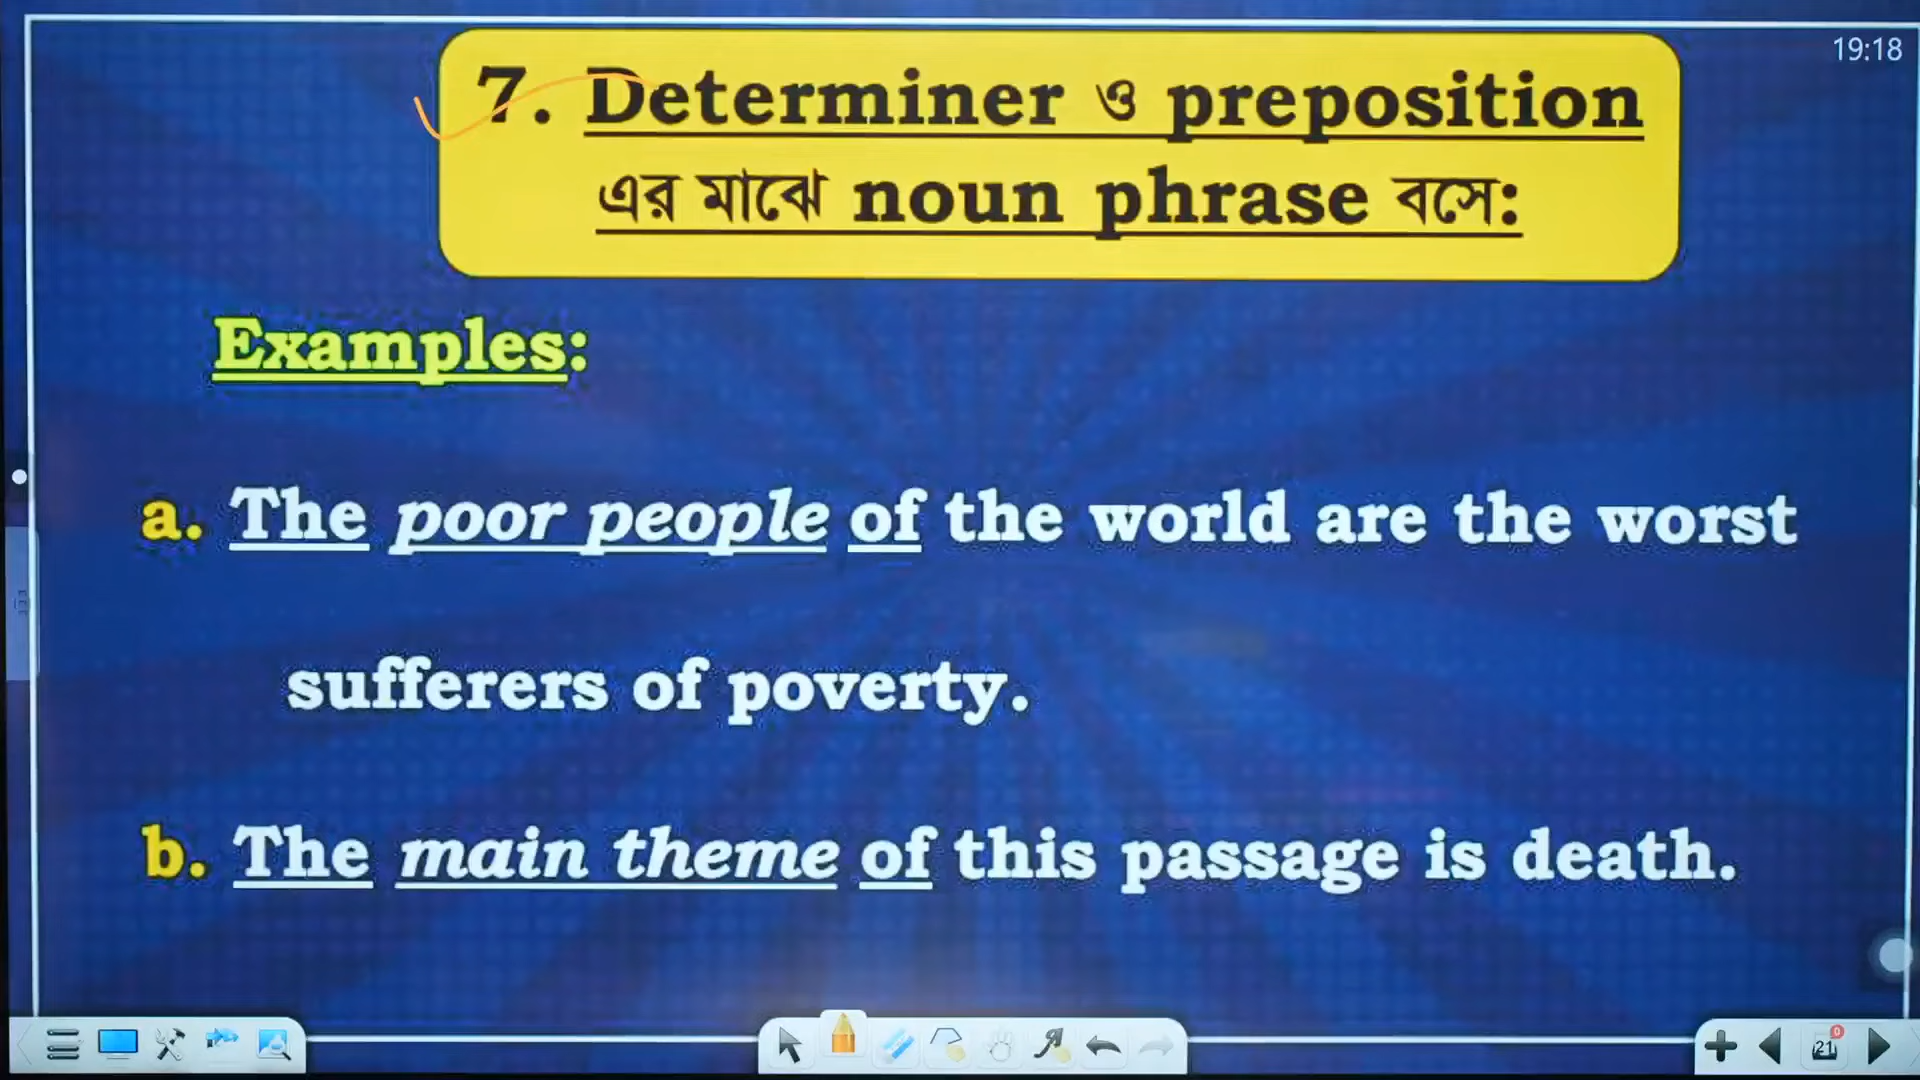 19:18
7. Determiner ও preposition
এর মাঝে noun phrase বসে:
Examples:
a. The poor people of the world are the worst
sufferers of poverty.
b. The main theme of this passage is death.
21
0